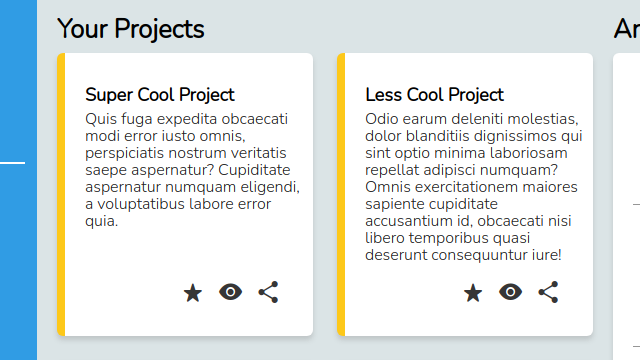 Your Projects
Super Cool Project
Quis fuga expedita obcaecati
modi error iusto omnis,
perspiciatis nostrum veritatis
saepe aspernatur? Cupiditate
aspernatur numquam eligendi,
a voluptatibus labore error
quia.
Less Cool Project
Odio earum deleniti molestias,
dolor blanditiis dignissimos qui
sint optio minima laboriosam
repellat adipisci numquam?
Omnis exercitationem maiores
sapiente cupiditate
accusantium id, obcaecati nisi
libero temporibus quasi
deserunt consequuntur iure!